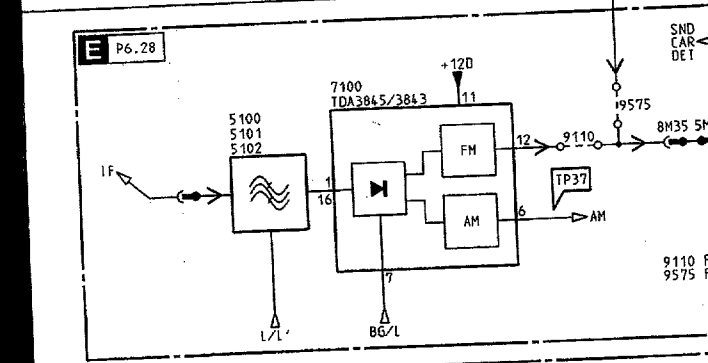 E P6.28
SND
CAR
DET
+12D
7100
TDA3845/3843
11
9575
5100
5101
5102
8M35 5M
12
9110
FM
IF
1
16
TP37
AM
6
AM
7
9110 F
9575 F
L/L'
BG/L